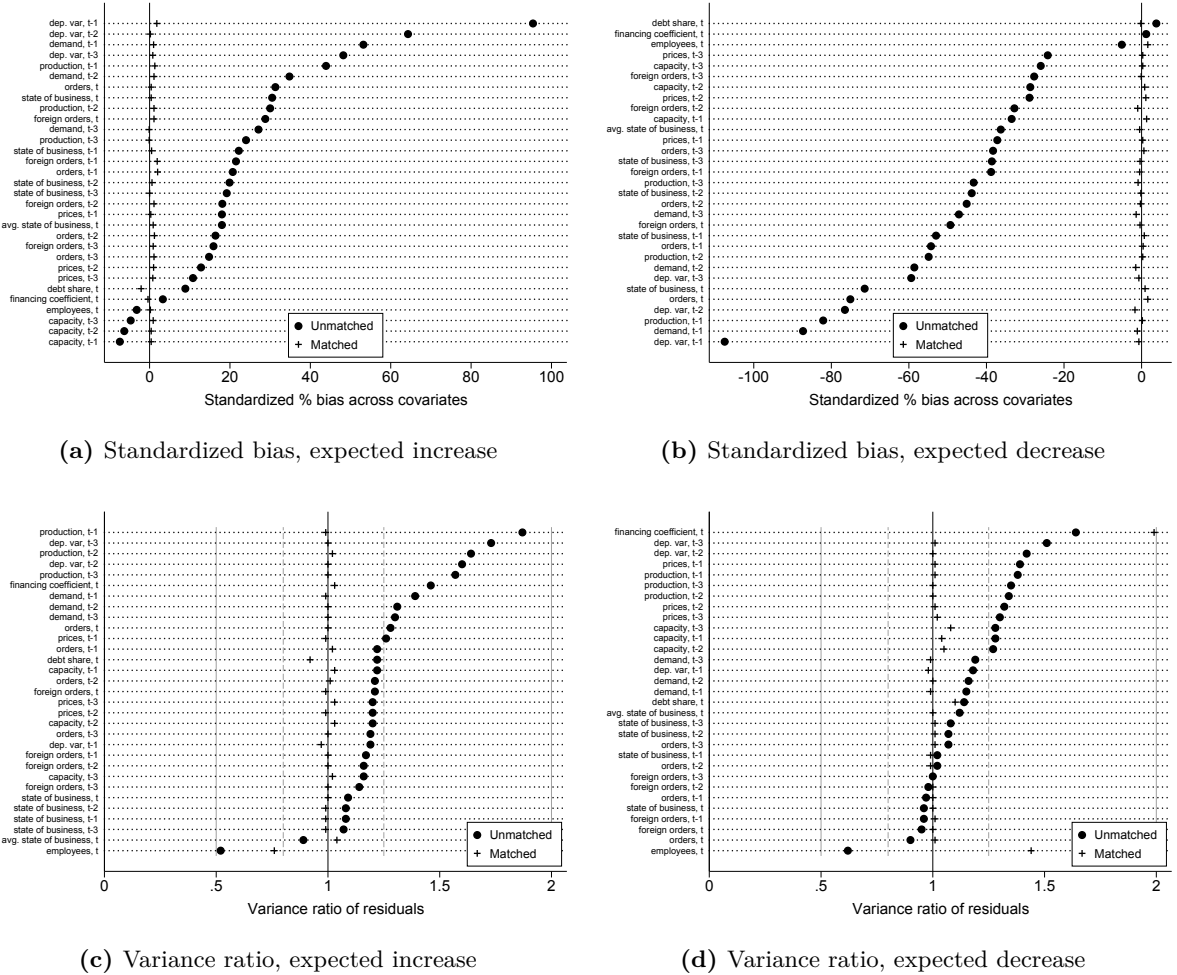 dep. var, t-1
dep. var, t-2
demand, t-1
dep. var, t-3
production, t-1
demand, t-2
orders, t
state of business, t
production, t-2
foreign orders, t
demand, t-3
production, t-3
state of business, t-1
foreign orders, t-1
orders, t-1
state of business, t-2
state of business, t-3
foreign orders, t-2
prices, t-1
avg. state of business, t
orders, t-2
foreign orders, t-3
orders, t-3
prices, t-2
prices, t-3
debt share, t
financing coefficient, t
employees, t
capacity, t-3
capacity, t-2
capacity, t-1
Unmatched
Matched
0 20 40 60 80 100
Standardized % bias across covariates
(a) Standardized bias, expected increase
debt share, t
financing coefficient, t
employees, t
prices, t-3
capacity, t-3
foreign orders, t-3
capacity, t-2
prices, t-2
foreign orders, t-2
capacity, t-1
avg. state of business, t
prices, t-1
orders, t-3
state of business, t-3
foreign orders, t-1
production, t-3
state of business, t-2
orders, t-2
demand, t-3
foreign orders, t
state of business, t-1
orders, t-1
production, t-2
demand, t-2
dep. var, t-3
state of business, t
orders, t
dep. var, t-2
production, t-1
demand, t-1
dep. var, t-1
Unmatched
Matched
-100 -80 -60 -40 -20 0
Standardized % bias across covariates
(b) Standardized bias, expected decrease
production, t-1
dep. var, t-3
production, t-2
dep. var, t-2
production, t-3
financing coefficient, t
demand, t-1
demand, t-2
demand, t-3
orders, t
prices, t-1
orders, t-1
debt share, t
capacity, t-1
orders, t-2
foreign orders, t
prices, t-3
prices, t-2
capacity, t-2
orders, t-3
dep. var, t-1
foreign orders, t-1
foreign orders, t-2
capacity, t-3
foreign orders, t-3
state of business, t
state of business, t-2
state of business, t-1
state of business, t-3
avg. state of business, t
employees, t
Unmatched
Matched
0 .5 1 1.5 2
Variance ratio of residuals
(c) Variance ratio, expected increase
financing coefficient, t
dep. var, t-3
dep. var, t-2
prices, t-1
production, t-1
production, t-3
production, t-2
prices, t-2
prices, t-3
capacity, t-3
capacity, t-1
capacity, t-2
demand, t-3
dep. var, t-1
demand, t-2
demand, t-1
debt share, t
avg. state of business, t
state of business, t-3
state of business, t-2
orders, t-3
state of business, t-1
orders, t-2
foreign orders, t-3
foreign orders, t-2
orders, t-1
state of business, t
foreign orders, t-1
foreign orders, t
orders, t
employees, t
Unmatched
Matched
0 .5 1 1.5 2
Variance ratio of residuals
(d) Variance ratio, expected decrease